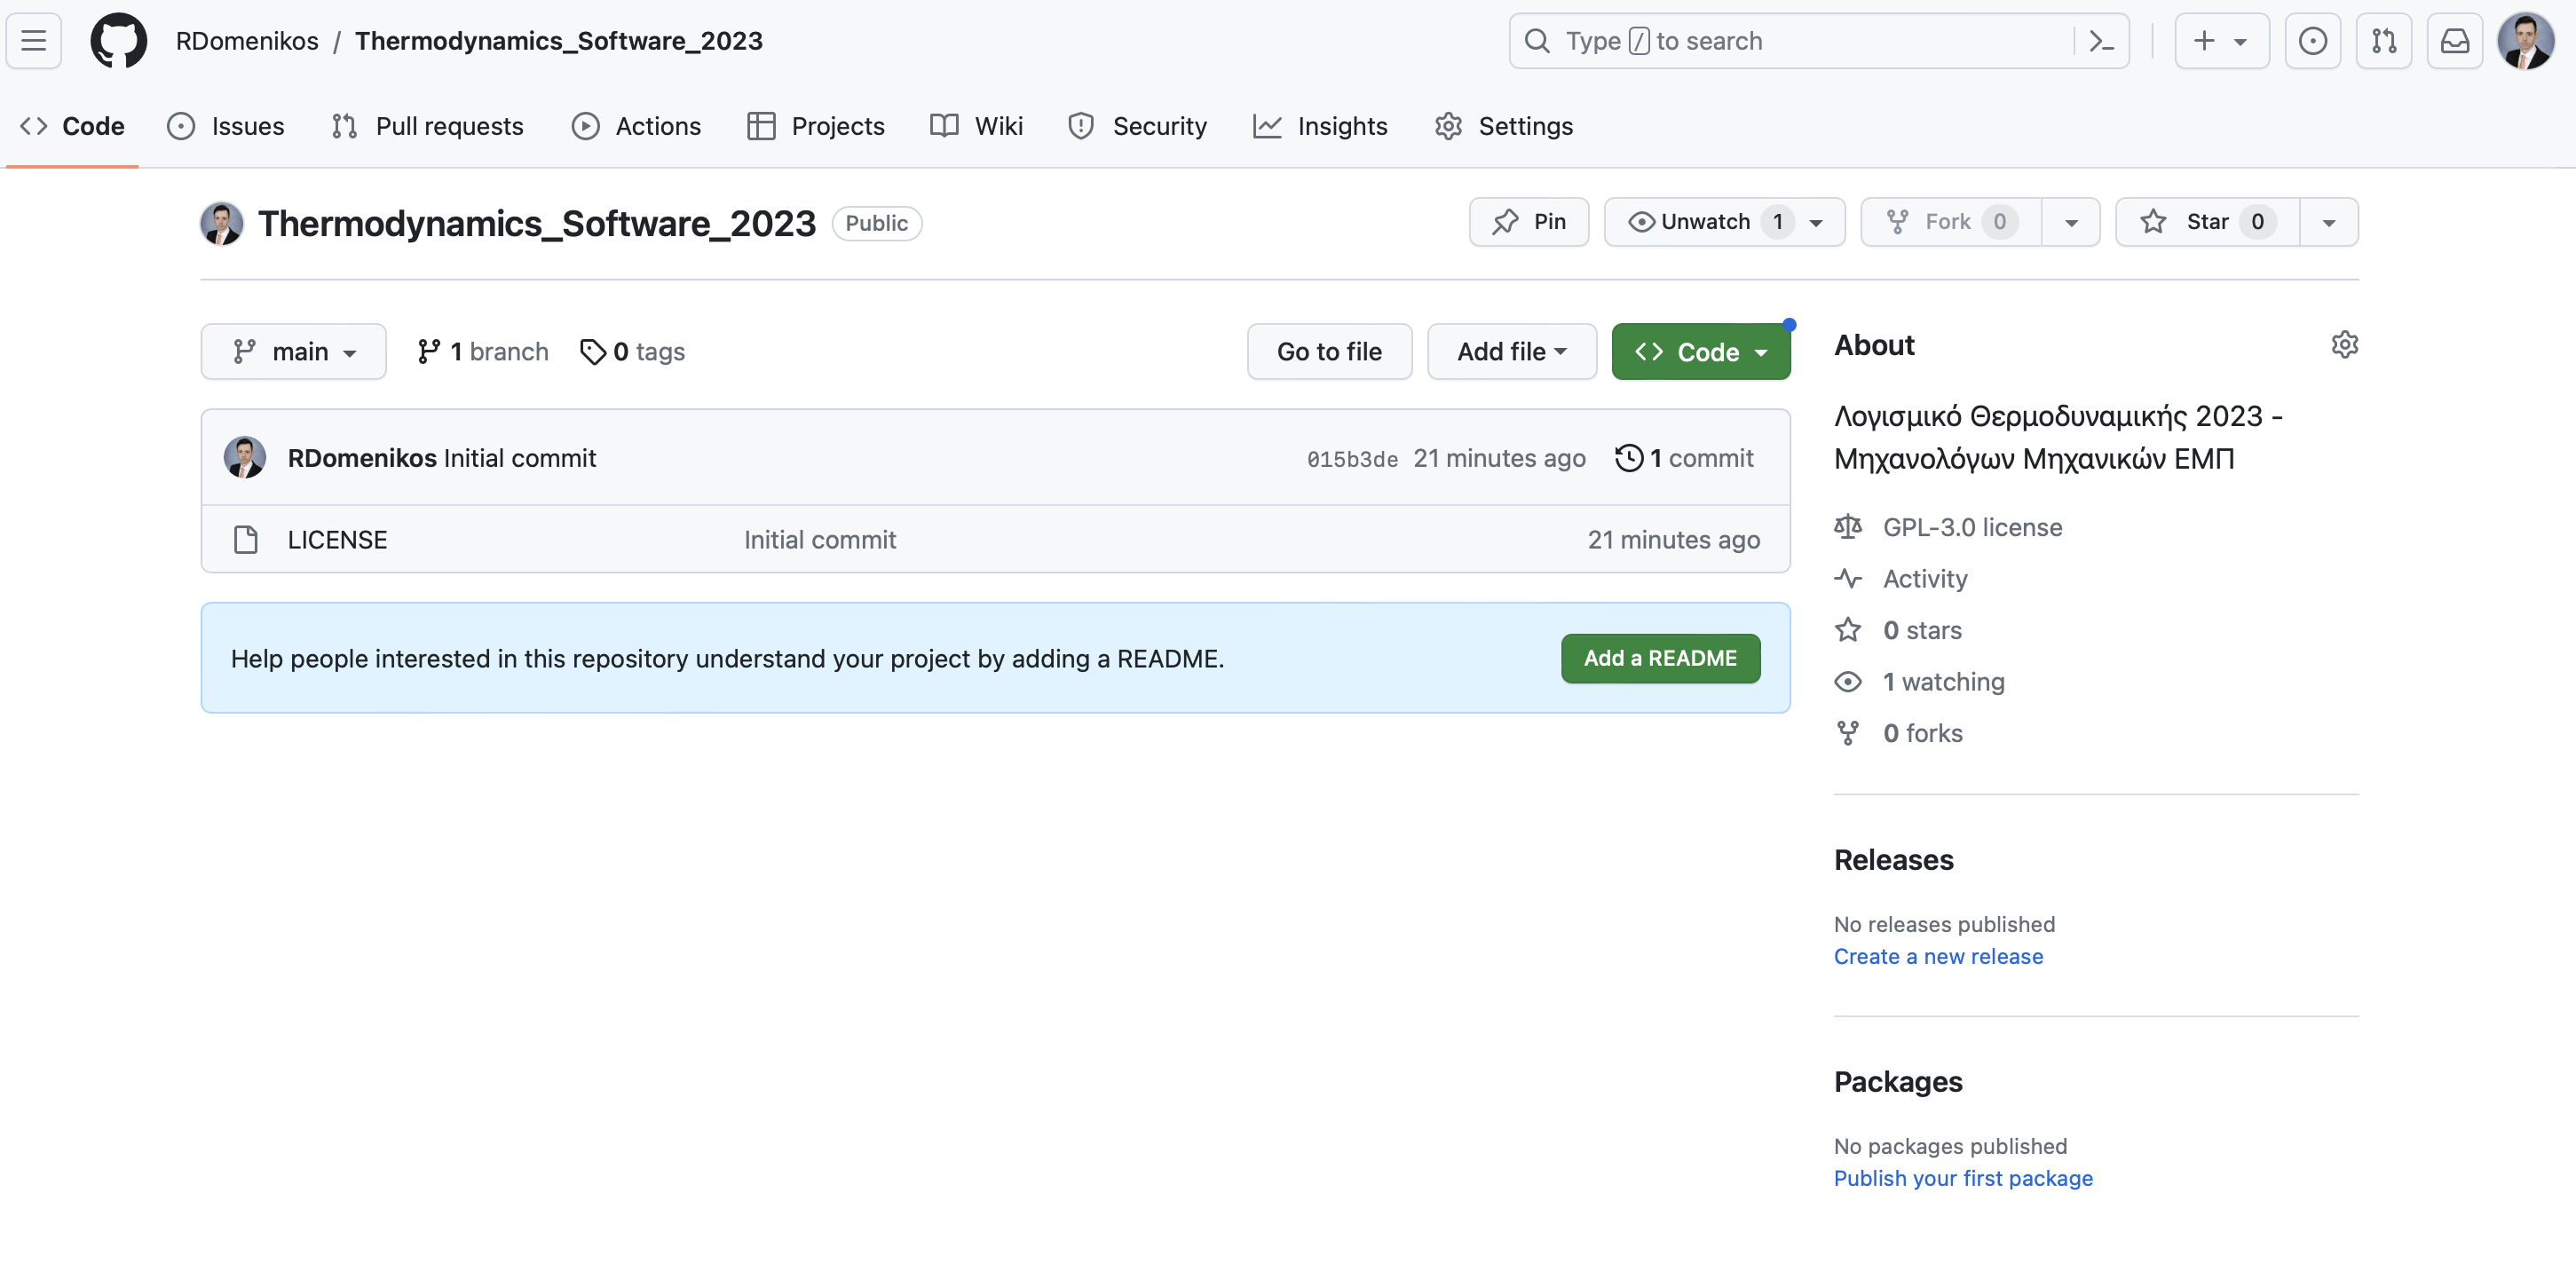 RDomenikos / Thermodynamics_Software_2023
Type / to search
Code Issues Pull requests Actions Projects Wiki Security Insights Settings
Thermodynamics_Software_2023 Public
Pin Unwatch 1 Fork 0 Star 0
main 1 branch 0 tags
Go to file Add file Code
RDomenikos Initial commit 015b3de 21 minutes ago 1 commit
LICENSE Initial commit 21 minutes ago
Help people interested in this repository understand your project by adding a README. Add a README
About
Λογισμικό Θερμοδυναμικής 2023 -
Μηχανολόγων Μηχανικών ΕΜΠ
GPL-3.0 license
Activity
0 stars
1 watching
0 forks
Releases
No releases published
Create a new release
Packages
No packages published
Publish your first package